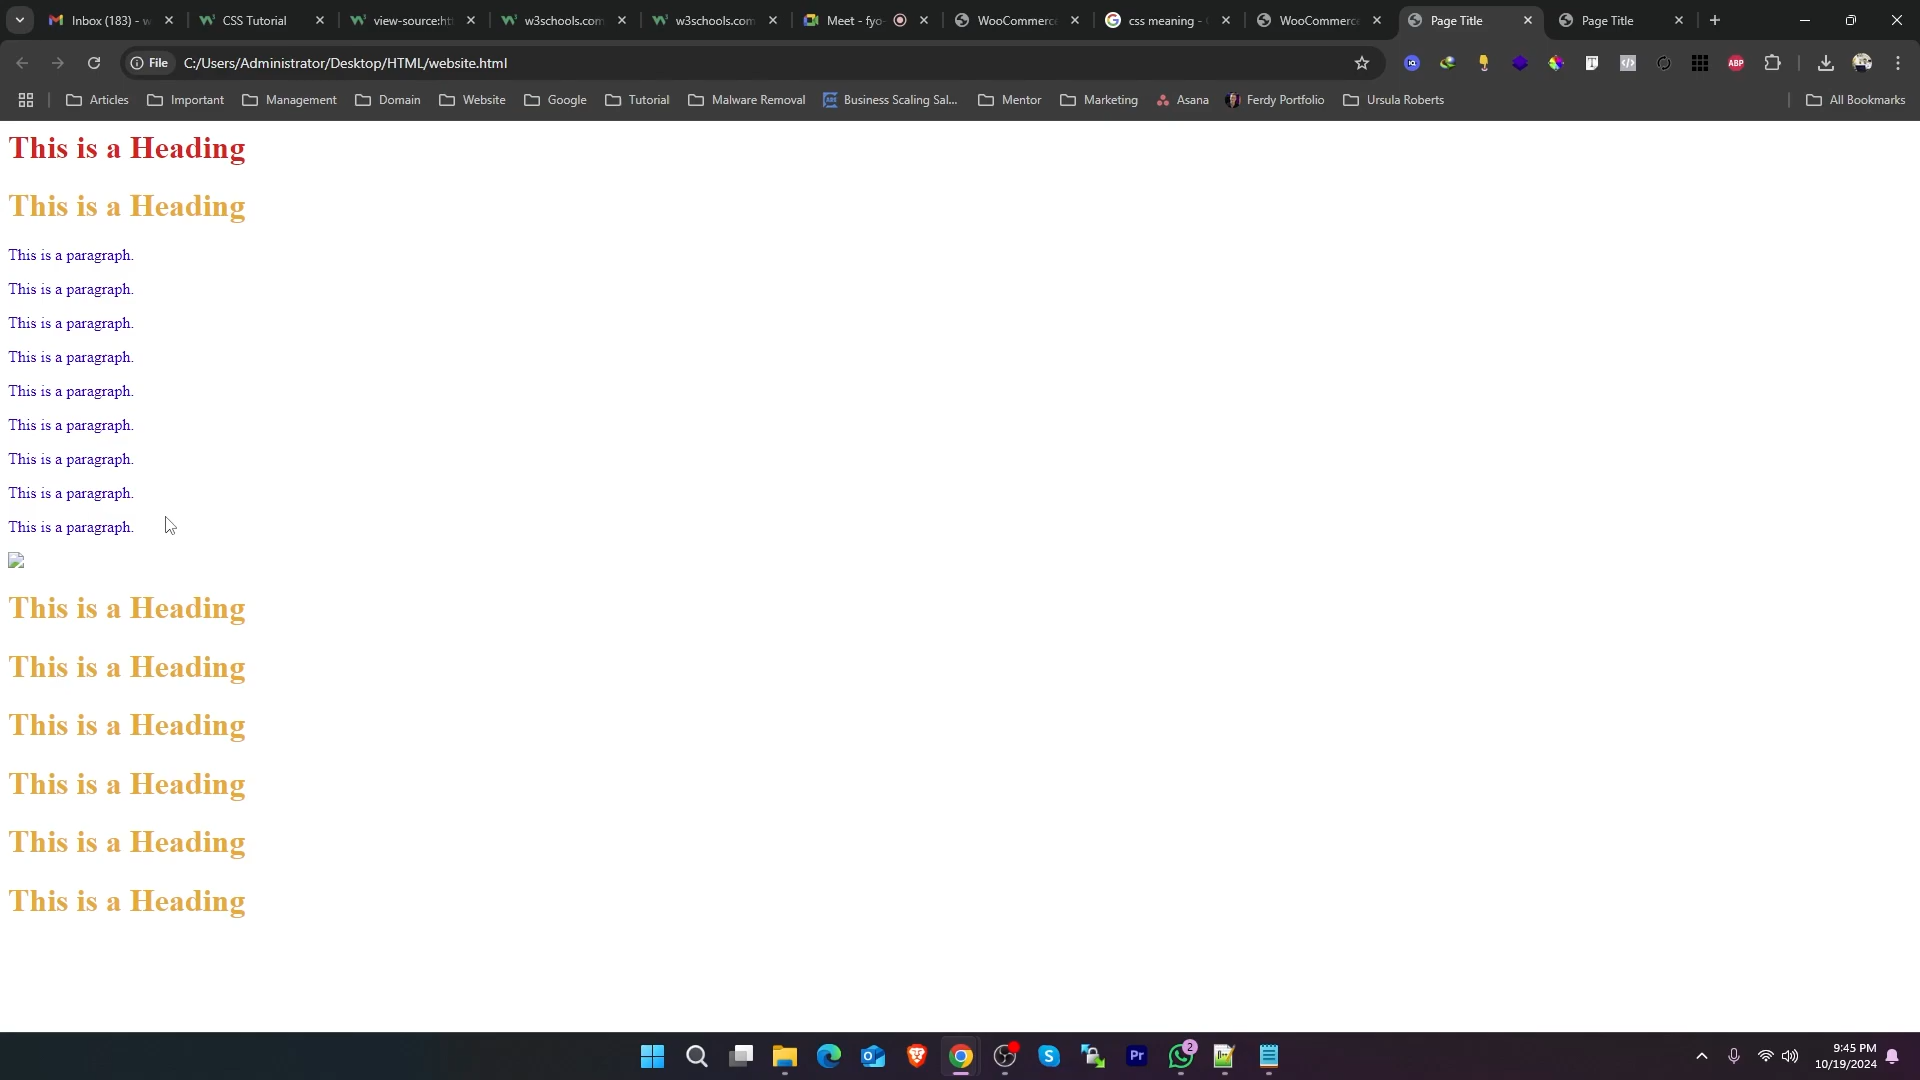 Inbox (183) - w
CSS Tutorial
view-source:ht
w3schools.com
w3schools.com
Meet - fyo-
WooCommerce
css meaning -
WooCommerce
Page Title
Page Title
File
C:/Users/Administrator/Desktop/HTML/website.html
ABP
Articles
Important
Management
Domain
Website
Google
Tutorial
Malware Removal
Business Scaling Sal...
Mentor
Marketing
Asana
Ferdy Portfolio
Ursula Roberts
All Bookmarks
This is a Heading
This is a Heading
This is a paragraph.
This is a paragraph.
This is a paragraph.
This is a paragraph.
This is a paragraph.
This is a paragraph.
This is a paragraph.
This is a paragraph.
This is a paragraph.
This is a Heading
This is a Heading
This is a Heading
This is a Heading
This is a Heading
This is a Heading
Pr
2
9:45 PM
10/19/2024